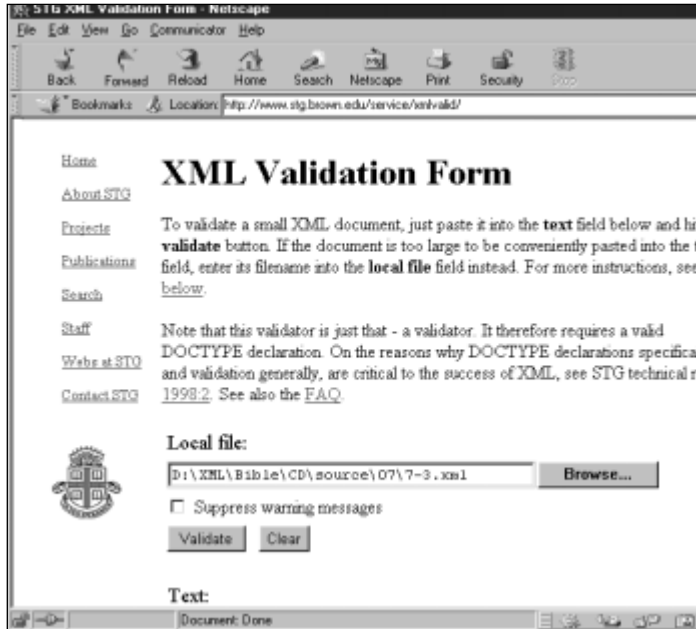 STG XML Validation Form - Netscape
File Edit View Go Communicator Help
Back Forward Reload Home Search Netscape Print Security Stop
Bookmarks Location: http://www.stg.brown.edu/service/xmlvalid/
Home
About STG
Projects
Publications
Search
Staff
Webs at STG
Contact STG
XML Validation Form
To validate a small XML document, just paste it into the text field below and hi
validate button. If the document is too large to be conveniently pasted into the t
field, enter its filename into the local file field instead. For more instructions, see
below.
Note that this validator is just that - a validator. It therefore requires a valid
DOCTYPE declaration. On the reasons why DOCTYPE declarations specifica
and validation generally, are critical to the success of XML, see STG technical r
1998:2. See also the FAQ.
Local file:
D:\XML\Bible\CD\source\07\7-3.xml Browse...
Suppress warning messages
Validate Clear
Text:
Document: Done